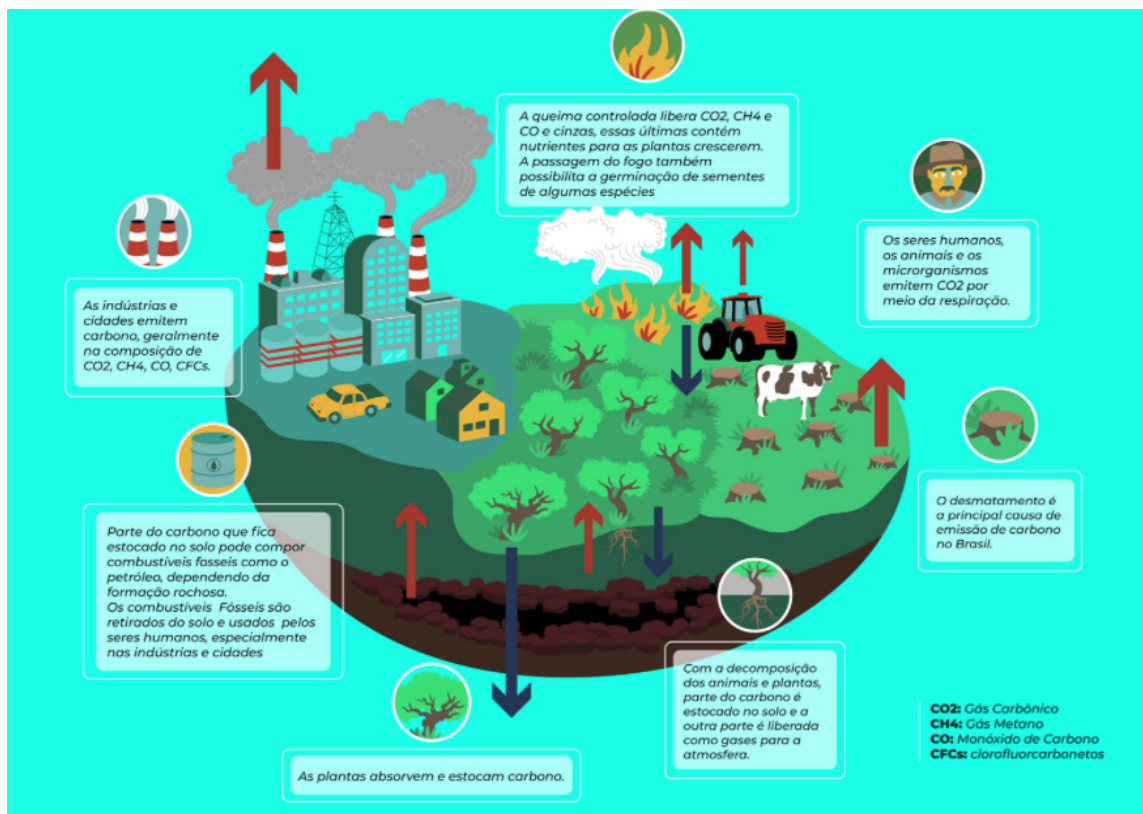 A queima controlada libera CO2, CH4 e
CO e cinzas, essas últimas contém
nutrientes para as plantas crescerem.
A passagem do fogo também
possibilita a germinação de sementes
de algumas espécies
Os seres humanos,
os animais e os
microrganismos
emitem CO2 por
meio da respiração.
As indústrias e
cidades emitem
carbono, geralmente
na composição de
CO2, CH4, CO, CFCs.
O desmatamento é
a principal causa de
emissão de carbono
no Brasil.
Parte do carbono que fica
estocado no solo pode compor
combustíveis fosseis como o
petróleo, dependendo da
formação rochosa.
Os combustíveis Fósseis são
retirados do solo e usados pelos
seres humanos, especialmente
nas indústrias e cidades
Com a decomposição
dos animais e plantas,
parte do carbono é
estocado no solo e a
outra parte é liberada
como gases para a
atmosfera.
As plantas absorvem e estocam carbono.
CO2: Gás Carbônico
CH4: Gás Metano
CO: Monóxido de Carbono
CFCs: clorofluorcarbonetos